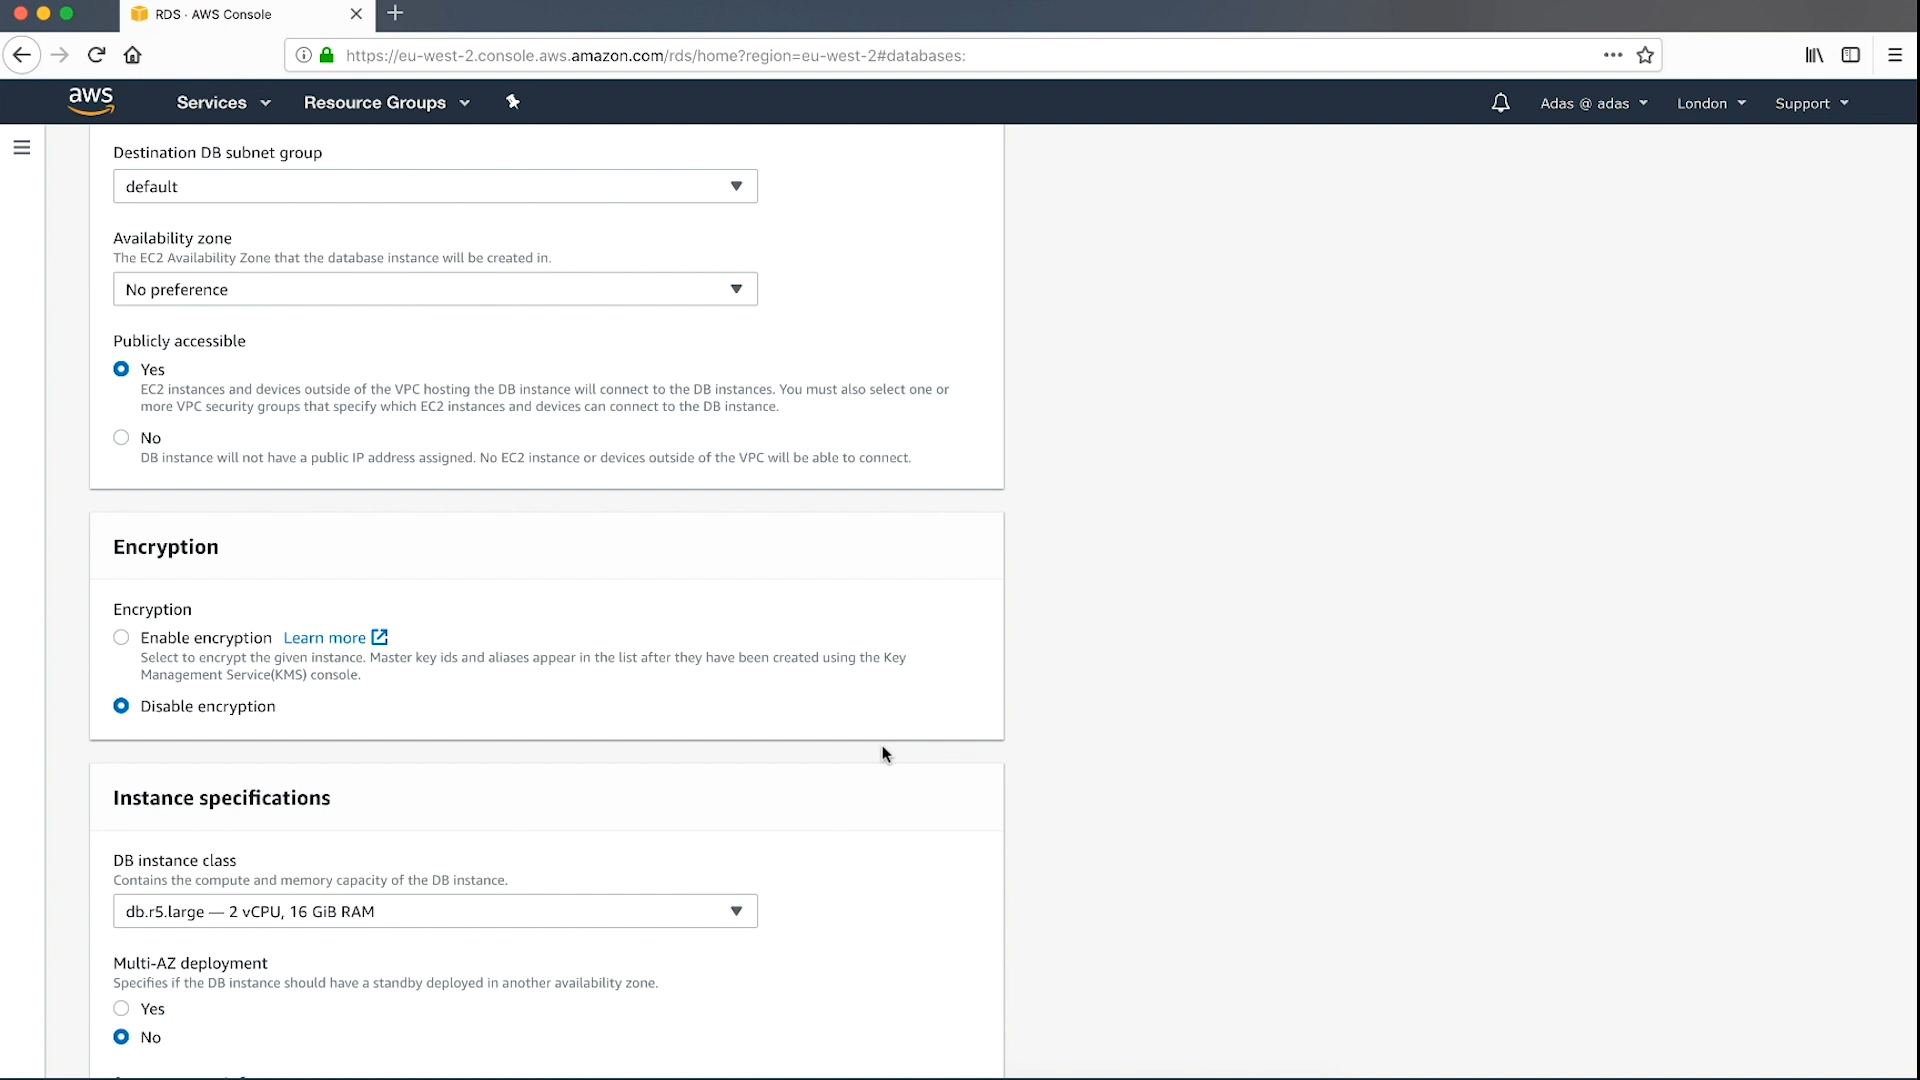 RDS · AWS Console
https://eu-west-2.console.aws.amazon.com/rds/home?region=eu-west-2#databases:
aws
Services
Resource Groups
Adas @ adas
London
Support
Destination DB subnet group
default
Availability zone
The EC2 Availability Zone that the database instance will be created in.
No preference
Publicly accessible
Yes
EC2 instances and devices outside of the VPC hosting the DB instance will connect to the DB instances. You must also select one or
more VPC security groups that specify which EC2 instances and devices can connect to the DB instance.
No
DB instance will not have a public IP address assigned. No EC2 instance or devices outside of the VPC will be able to connect.
Encryption
Encryption
Enable encryption Learn more
Select to encrypt the given instance. Master key ids and aliases appear in the list after they have been created using the Key
Management Service(KMS) console.
Disable encryption
Instance specifications
DB instance class
Contains the compute and memory capacity of the DB instance.
db.r5.large — 2 vCPU, 16 GiB RAM
Multi-AZ deployment
Specifies if the DB instance should have a standby deployed in another availability zone.
Yes
No